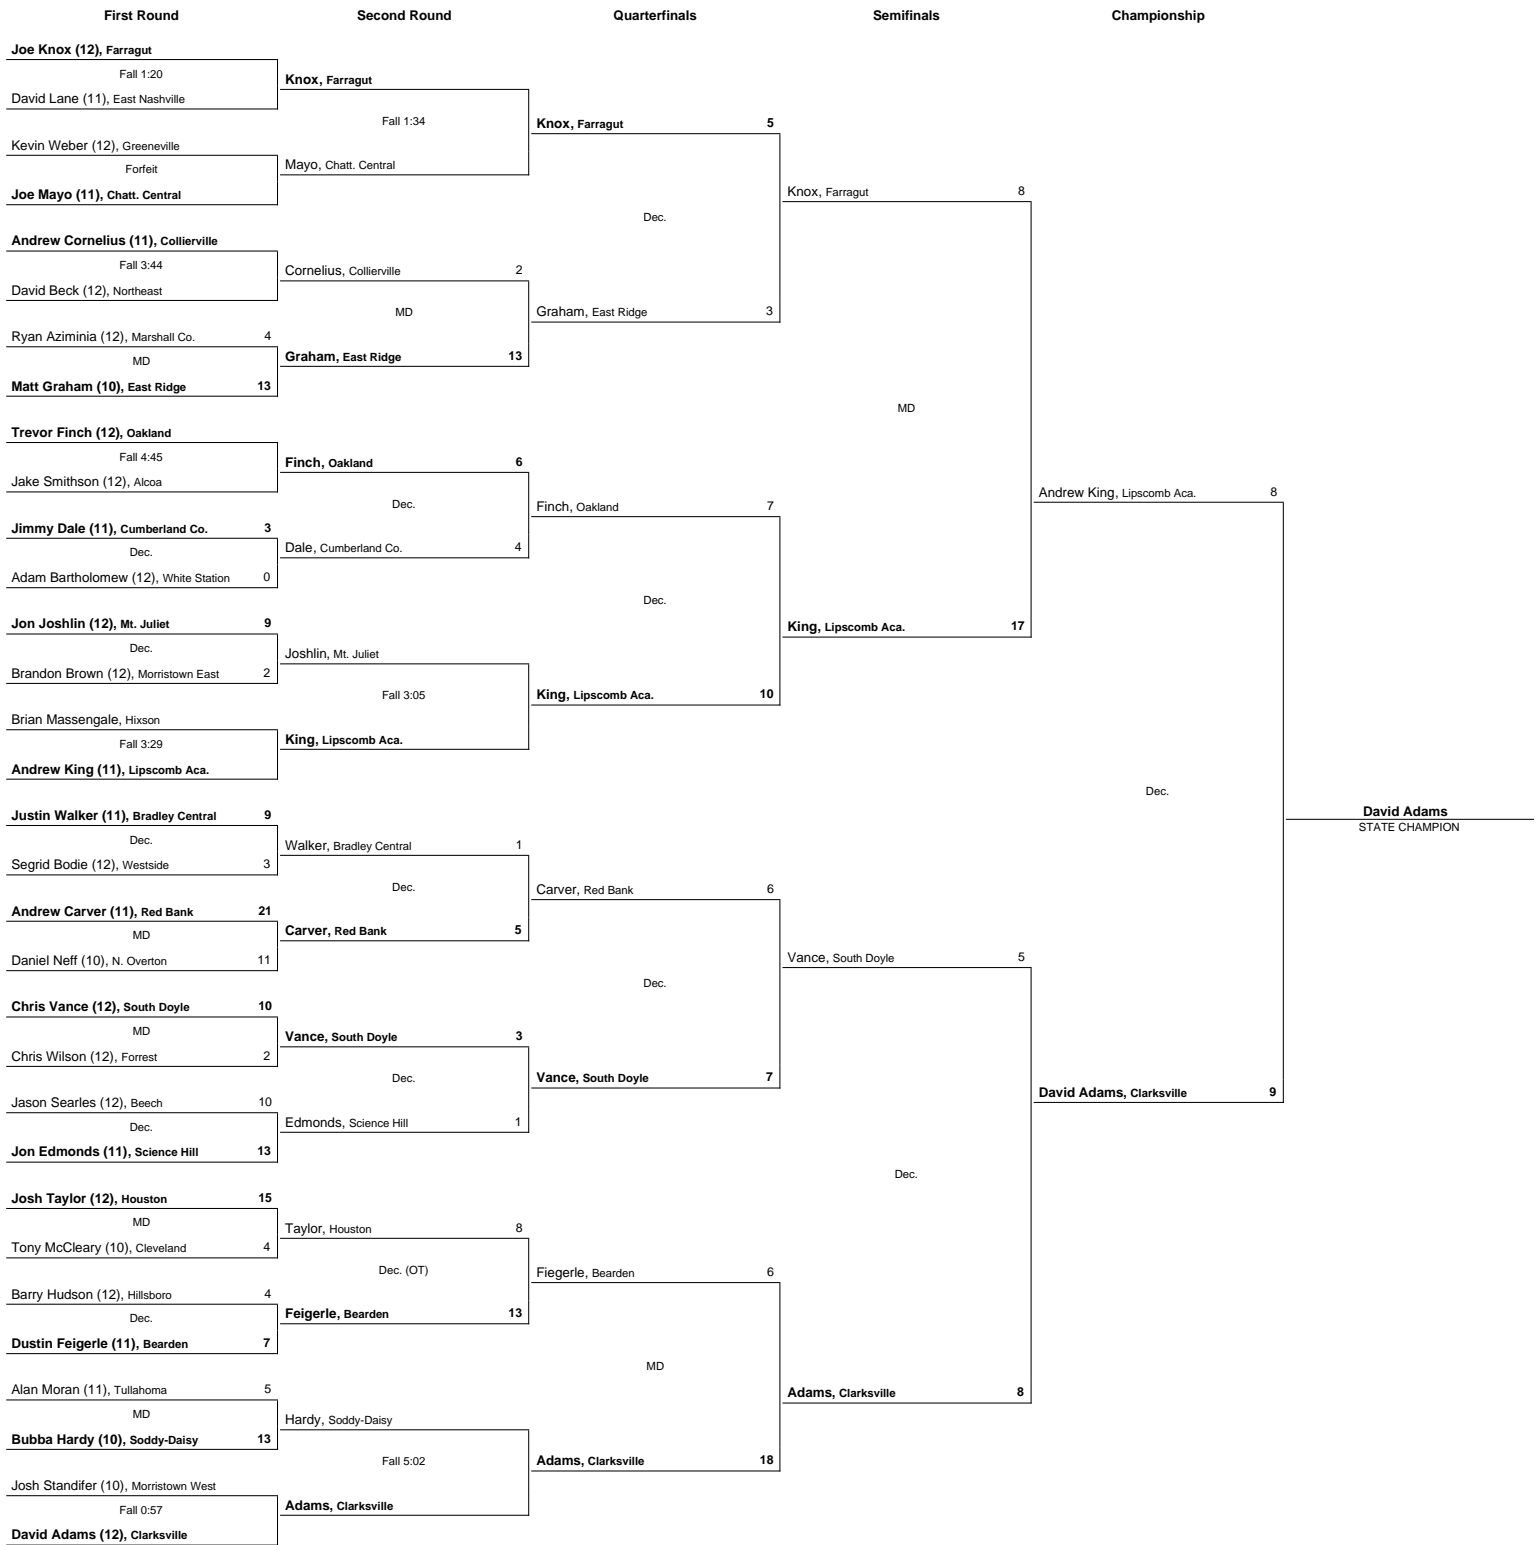 First Round Second Round Quarterfinals Semifinals Championship
Joe Knox (12), Farragut
Fall 1:20
David Lane (11), East Nashville
Kevin Weber (12), Greeneville
Forfeit
Joe Mayo (11), Chatt. Central
Andrew Cornelius (11), Collierville
Fall 3:44
David Beck (12), Northeast
Ryan Aziminia (12), Marshall Co. 4
MD
Matt Graham (10), East Ridge 13
Trevor Finch (12), Oakland
Fall 4:45
Jake Smithson (12), Alcoa
Jimmy Dale (11), Cumberland Co. 3
Dec.
Adam Bartholomew (12), White Station 0
Jon Joshlin (12), Mt. Juliet 9
Dec.
Brandon Brown (12), Morristown East 2
Brian Massengale, Hixson
Fall 3:29
Andrew King (11), Lipscomb Aca.
Justin Walker (11), Bradley Central 9
Dec.
Segrid Bodie (12), Westside 3
Andrew Carver (11), Red Bank 21
MD
Daniel Neff (10), N. Overton 11
Chris Vance (12), South Doyle 10
MD
Chris Wilson (12), Forrest 2
Jason Searles (12), Beech 10
Dec.
Jon Edmonds (11), Science Hill 13
Josh Taylor (12), Houston 15
MD
Tony McCleary (10), Cleveland 4
Barry Hudson (12), Hillsboro 4
Dec.
Dustin Feigerle (11), Bearden 7
Alan Moran (11), Tullahoma 5
MD
Bubba Hardy (10), Soddy-Daisy 13
Josh Standifer (10), Morristown West
Fall 0:57
David Adams (12), Clarksville
Knox, Farragut
Fall 1:34
Mayo, Chatt. Central
Cornelius, Collierville 2
MD
Graham, East Ridge 13
Finch, Oakland 6
Dec.
Dale, Cumberland Co. 4
Joshlin, Mt. Juliet
Fall 3:05
King, Lipscomb Aca.
Walker, Bradley Central 1
Dec.
Carver, Red Bank 5
Vance, South Doyle 3
Dec.
Edmonds, Science Hill 1
Taylor, Houston 8
Dec. (OT)
Feigerle, Bearden 13
Hardy, Soddy-Daisy
Fall 5:02
Adams, Clarksville
Knox, Farragut 5
Dec.
Graham, East Ridge 3
Finch, Oakland 7
Dec.
King, Lipscomb Aca. 10
Carver, Red Bank 6
Dec.
Vance, South Doyle 7
Fiegerle, Bearden 6
MD
Adams, Clarksville 18
Knox, Farragut 8
MD
King, Lipscomb Aca. 17
Vance, South Doyle 5
Dec.
Adams, Clarksville 8
Andrew King, Lipscomb Aca. 8
Dec.
David Adams, Clarksville 9
David Adams
STATE CHAMPION